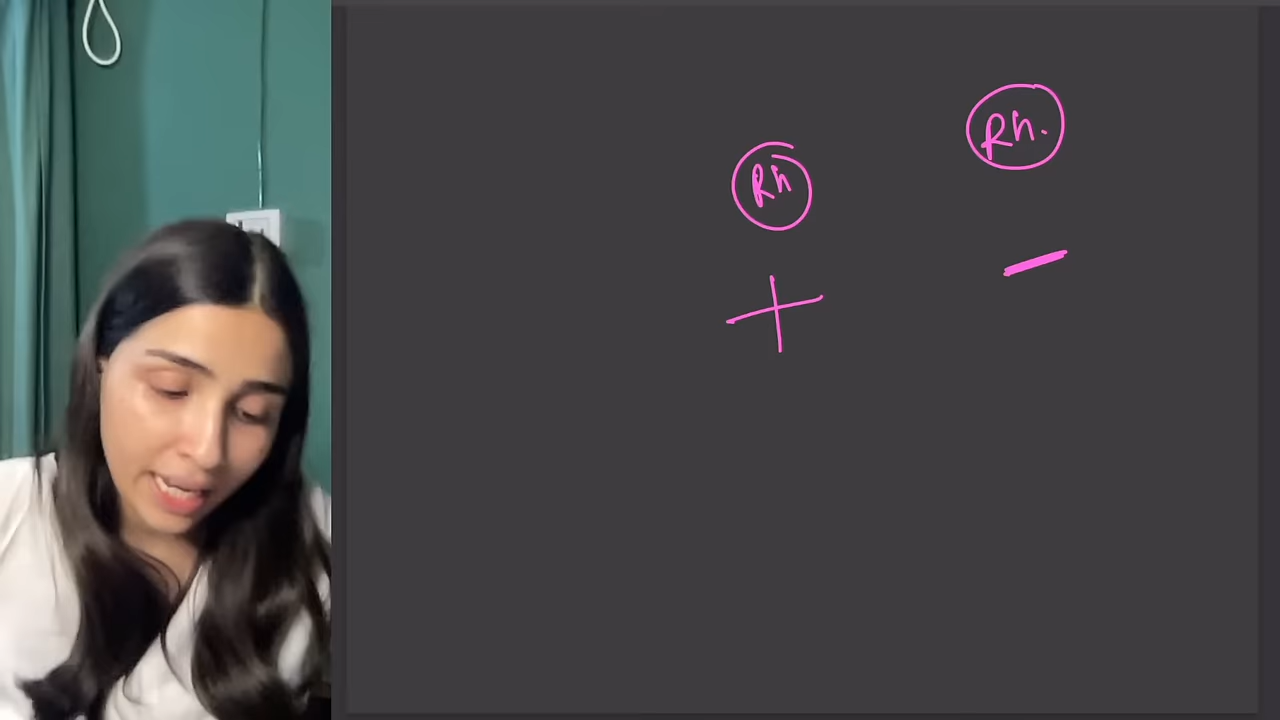 Rh.
Rh
+
—